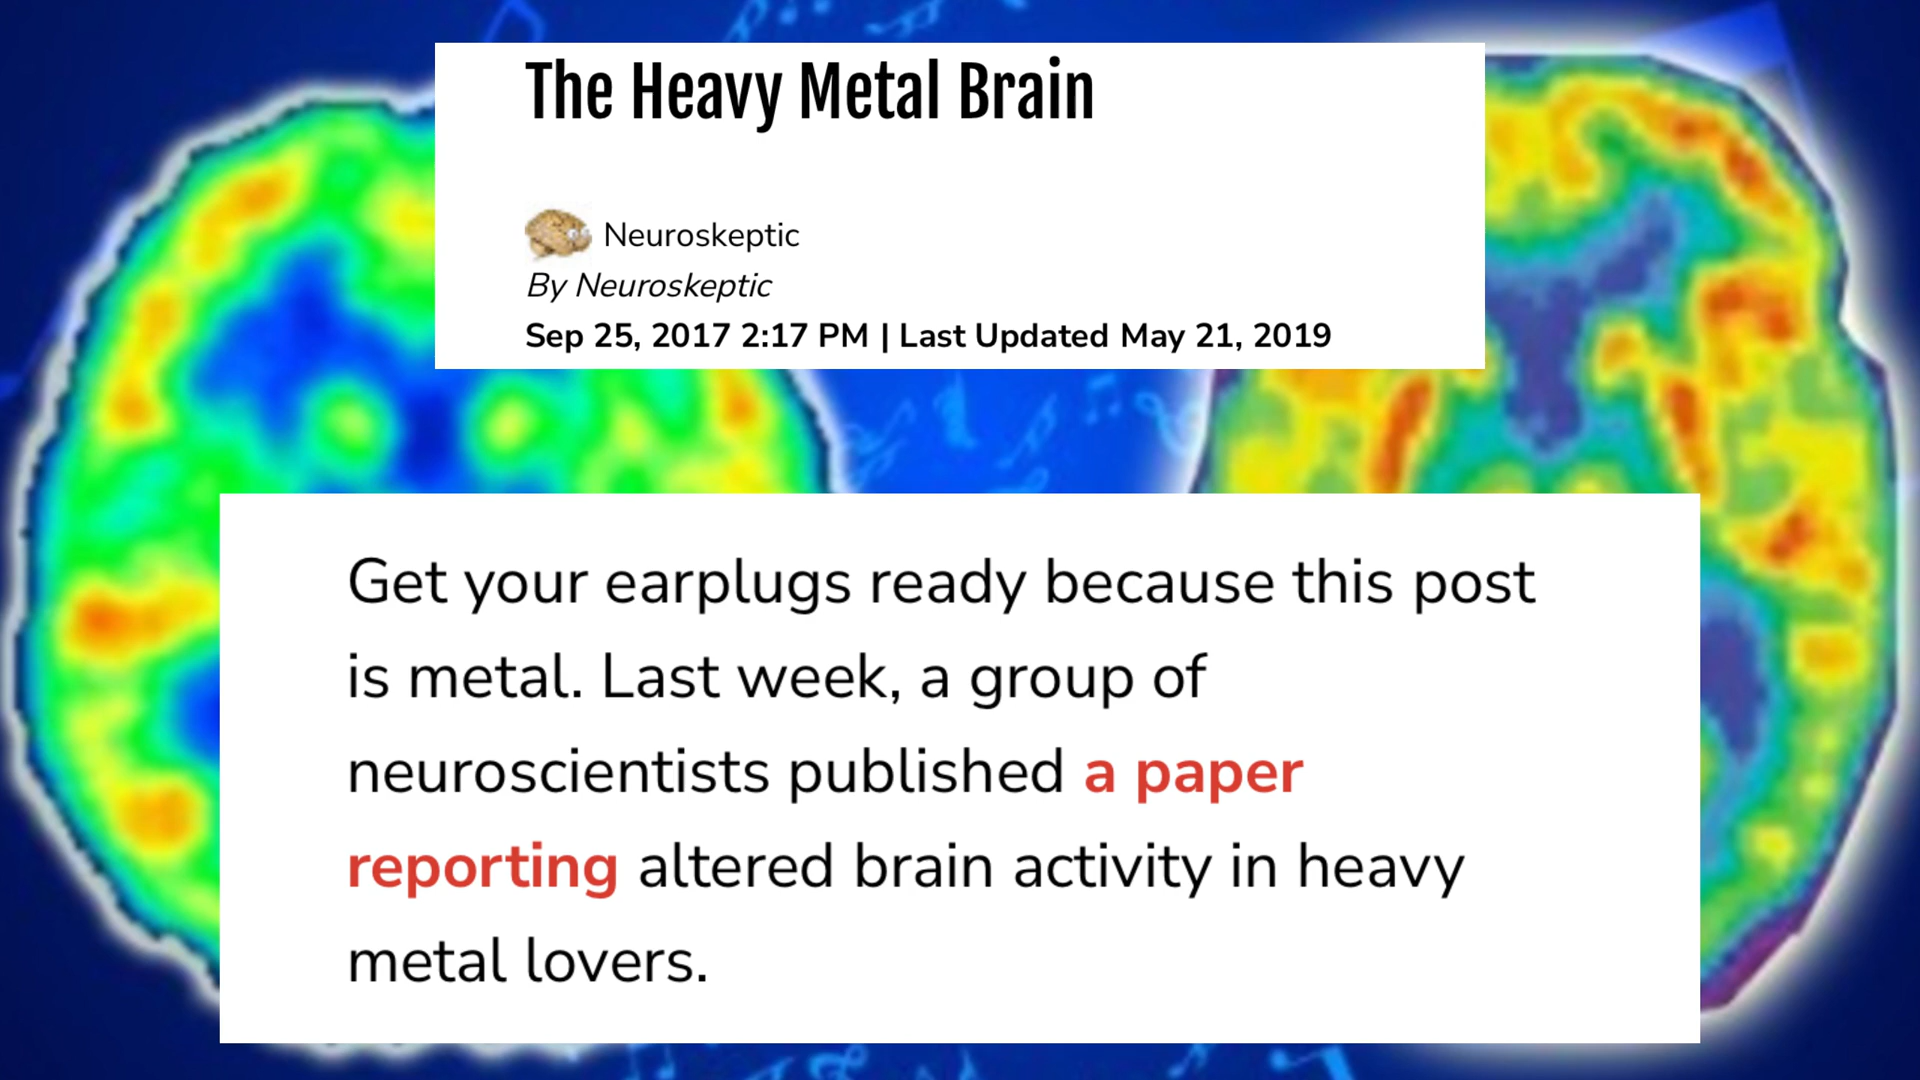 The Heavy Metal Brain
Neuroskeptic
By Neuroskeptic
Sep 25, 2017 2:17 PM | Last Updated May 21, 2019
Get your earplugs ready because this post
is metal. Last week, a group of
neuroscientists published a paper
reporting altered brain activity in heavy
metal lovers.